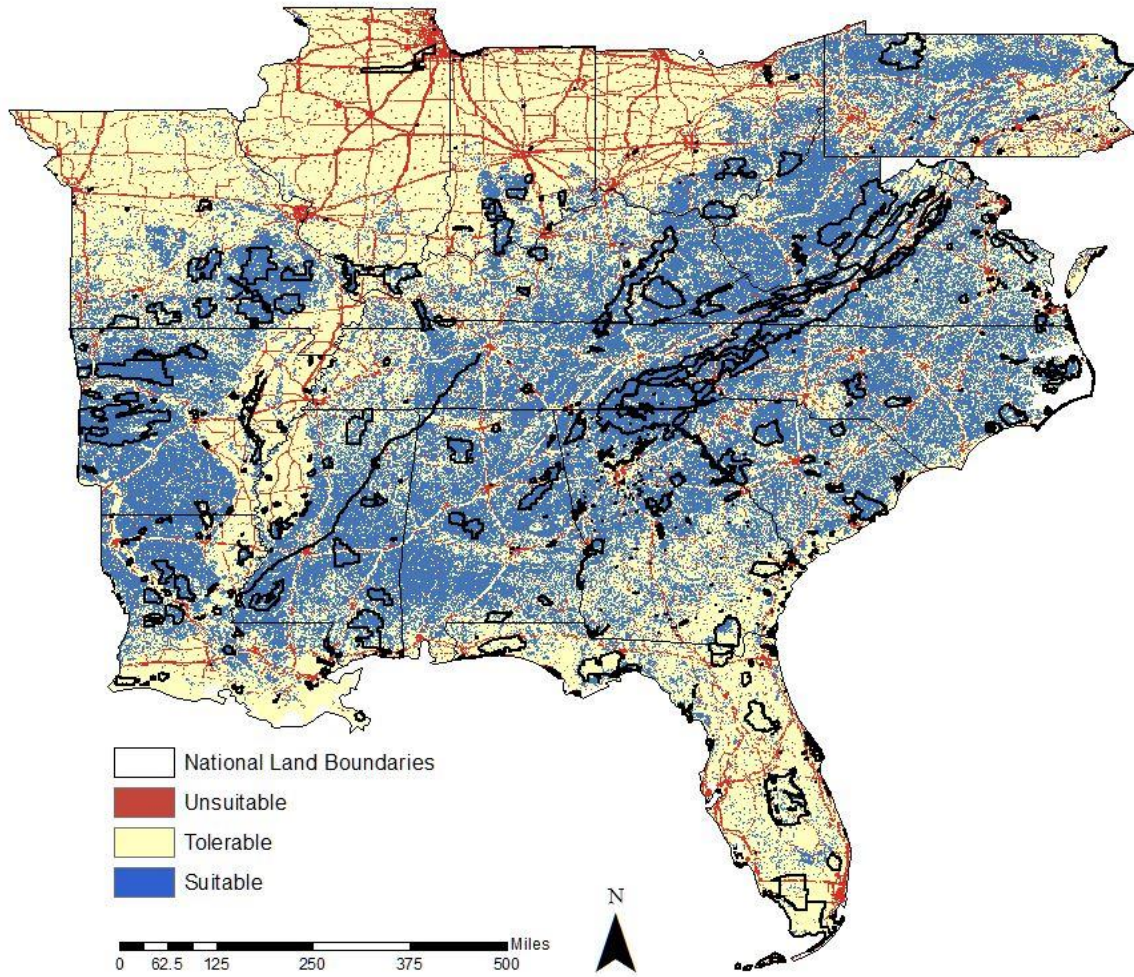 National Land Boundaries
Unsuitable
Tolerable
Suitable
N
Miles
0 62.5 125 250 375 500